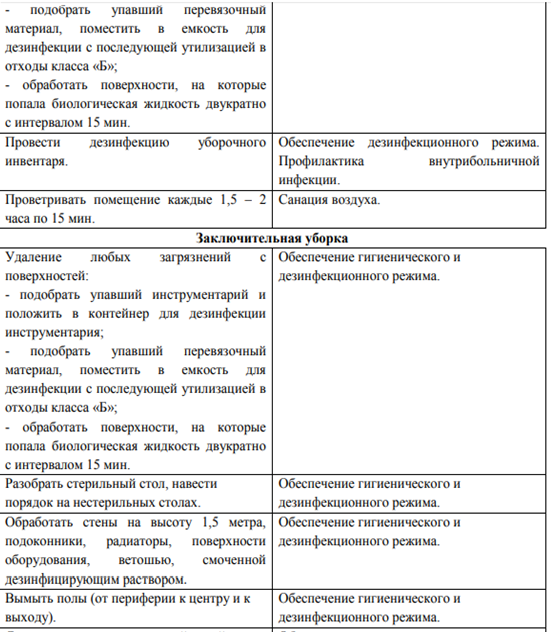 - подобрать упавший перевязочный
материал, поместить в емкость для
дезинфекции с последующей утилизацией в
отходы класса «Б»;
- обработать поверхности, на которые
попала биологическая жидкость двукратно
с интервалом 15 мин.
Провести дезинфекцию уборочного
инвентаря.
Обеспечение дезинфекционного режима.
Профилактика внутрибольничной
инфекции.
Проветривать помещение каждые 1,5 – 2
часа по 15 мин.
Санация воздуха.
Заключительная уборка
Удаление любых загрязнений с
поверхностей:
- подобрать упавший инструментарий и
положить в контейнер для дезинфекции
инструментария;
- подобрать упавший перевязочный
материал, поместить в емкость для
дезинфекции с последующей утилизацией в
отходы класса «Б»;
- обработать поверхности, на которые
попала биологическая жидкость двукратно
с интервалом 15 мин.
Обеспечение гигиенического и
дезинфекционного режима.
Разобрать стерильный стол, навести
порядок на нестерильных столах.
Обеспечение гигиенического и
дезинфекционного режима.
Обработать стены на высоту 1,5 метра,
подоконники, радиаторы, поверхности
оборудования, ветошью, смоченной
дезинфицирующим раствором.
Обеспечение гигиенического и
дезинфекционного режима.
Вымыть полы (от периферии к центру и к
выходу).
Обеспечение гигиенического и
дезинфекционного режима.